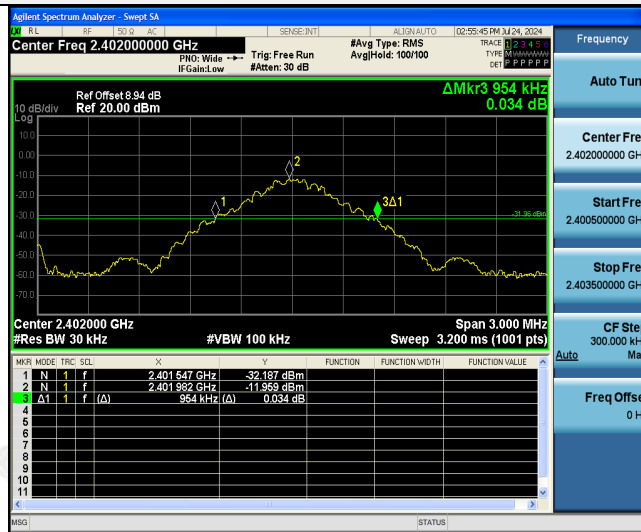 Agilent Spectrum Analyzer - Swept SA
LXI RL RF 50 Ω AC SENSE:INT ALIGN AUTO 02:55:45 PM Jul 24, 2024
Center Freq 2.402000000 GHz
PNO: Wide
IFGain:Low
Trig: Free Run
#Atten: 30 dB
#Avg Type: RMS
Avg|Hold: 100/100
TRACE 1 2 3 4 5 6
TYPE M
DET P P P P P P
ΔMkr3 954 kHz
0.034 dB
Ref Offset 8.94 dB
Ref 20.00 dBm
10 dB/div
Log
10.0
0.00
-10.0
-20.0
-30.0
-40.0
-50.0
-60.0
-70.0
1
2
3Δ1
-31.96 dBm
Center 2.402000 GHz
#Res BW 30 kHz
#VBW 100 kHz
Span 3.000 MHz
Sweep 3.200 ms (1001 pts)
MKR MODE TRC SCL X Y FUNCTION FUNCTION WIDTH FUNCTION VALUE
1 N 1 f 2.401 547 GHz -32.187 dBm
2 N 1 f 2.401 982 GHz -11.959 dBm
3 Δ1 1 f (Δ) 954 kHz (Δ) 0.034 dB
4
5
6
7
8
9
10
11
MSG STATUS
Frequency
Auto Tun
Center Fre
2.402000000 GH
Start Fre
2.400500000 GH
Stop Fre
2.403500000 GH
CF Ste
300.000 kH
Auto Ma
Freq Offse
0 H